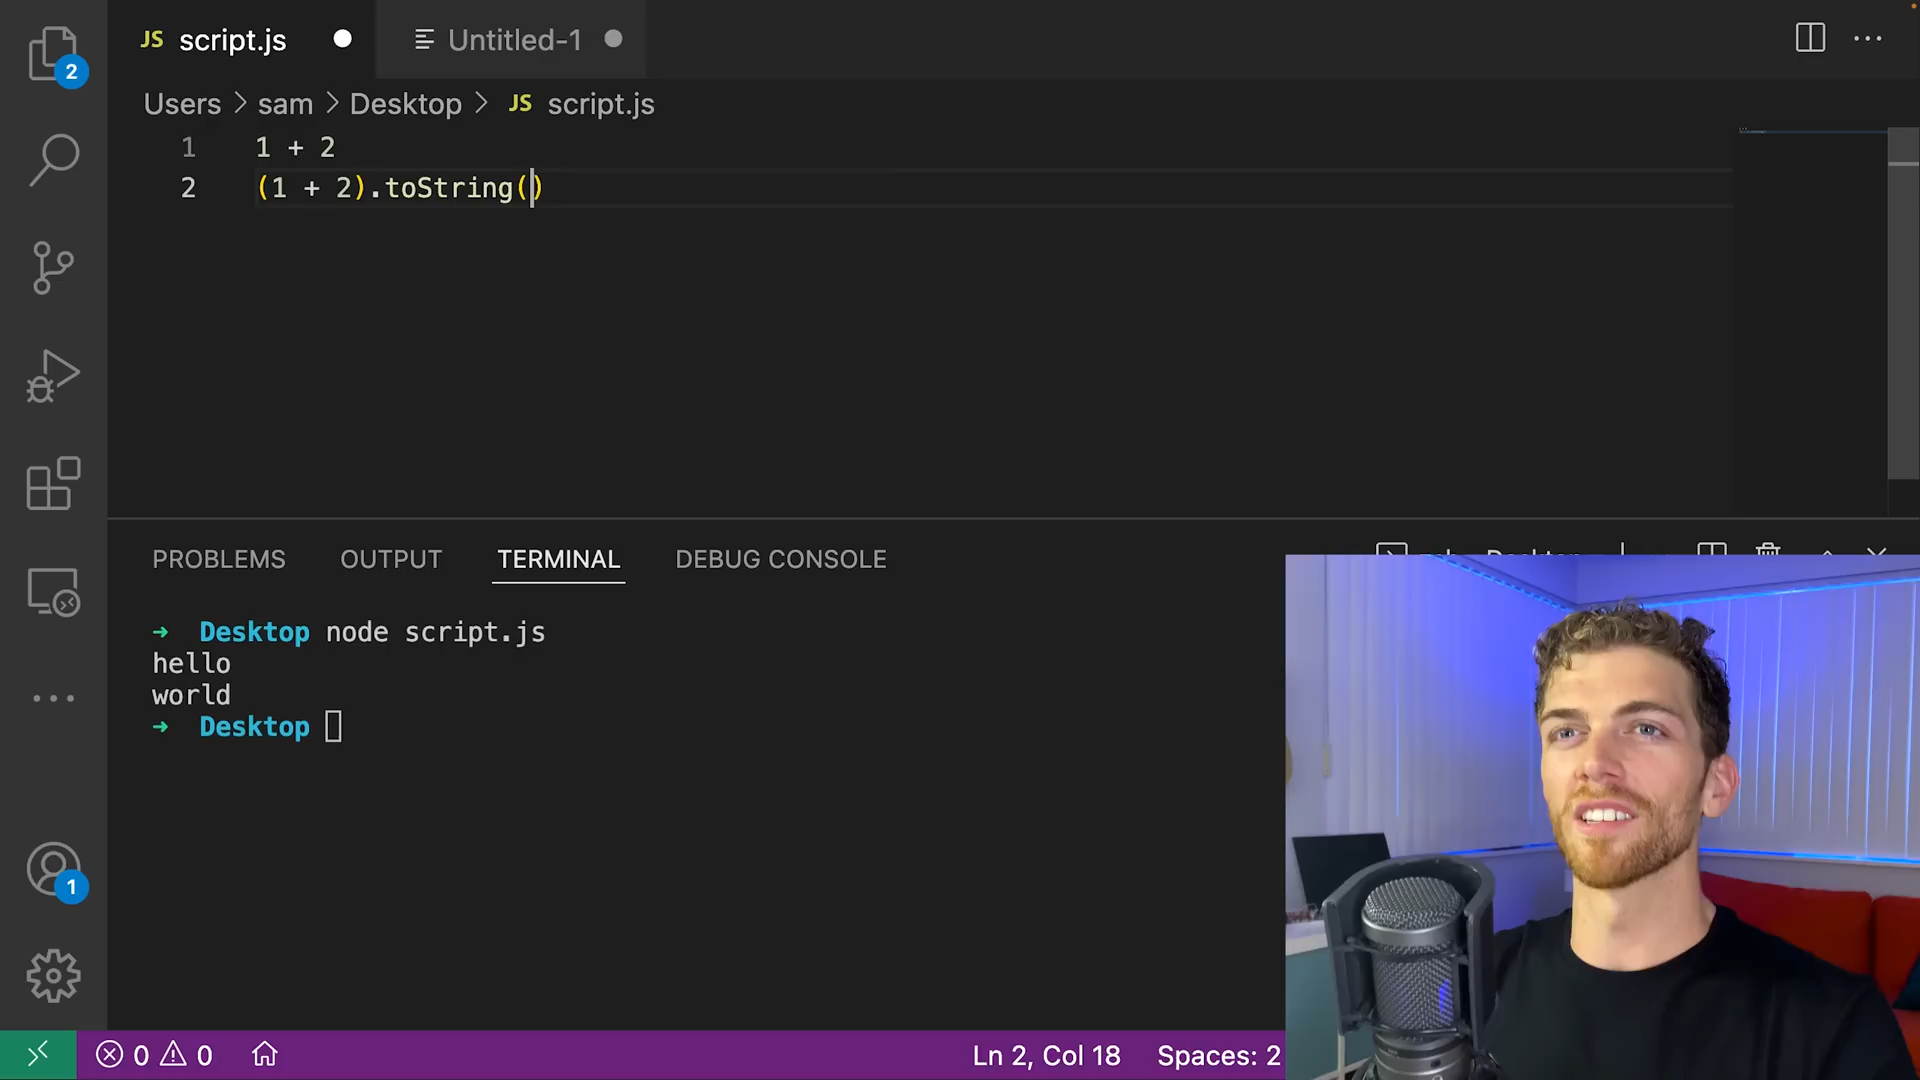 JS script.js
Untitled-1
2
Users > sam > Desktop > JS script.js
1 1 + 2
2 (1 + 2).toString()
PROBLEMS OUTPUT TERMINAL DEBUG CONSOLE
→ Desktop node script.js
hello
world
→ Desktop
1
0 0
Ln 2, Col 18 Spaces: 2